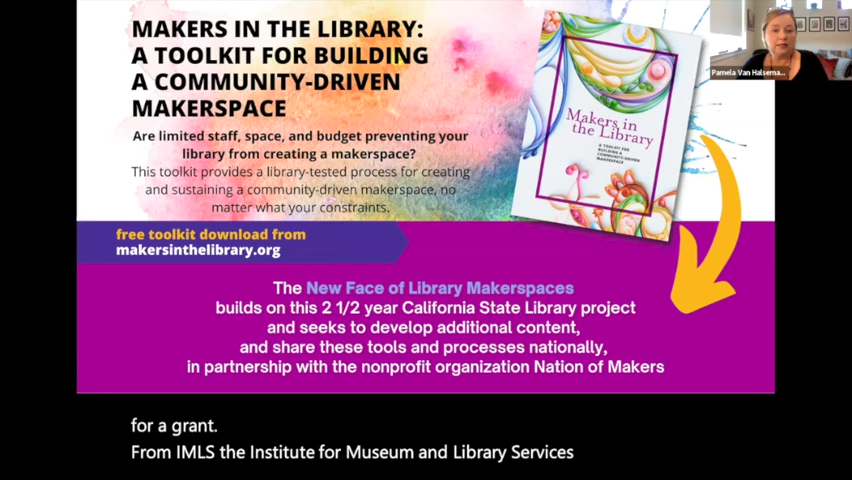 MAKERS IN THE LIBRARY:
A TOOLKIT FOR BUILDING
A COMMUNITY-DRIVEN
MAKERSPACE
Are limited staff, space, and budget preventing your
library from creating a makerspace?
This toolkit provides a library-tested process for creating
and sustaining a community-driven makerspace, no
matter what your constraints.
Makers in
the Library
A TOOLKIT FOR
BUILDING A
COMMUNITY-DRIVEN
MAKERSPACE
Pamela Van Halsema...
free toolkit download from
makersinthelibrary.org
The New Face of Library Makerspaces
builds on this 2 1/2 year California State Library project
and seeks to develop additional content,
and share these tools and processes nationally,
in partnership with the nonprofit organization Nation of Makers
for a grant.
From IMLS the Institute for Museum and Library Services